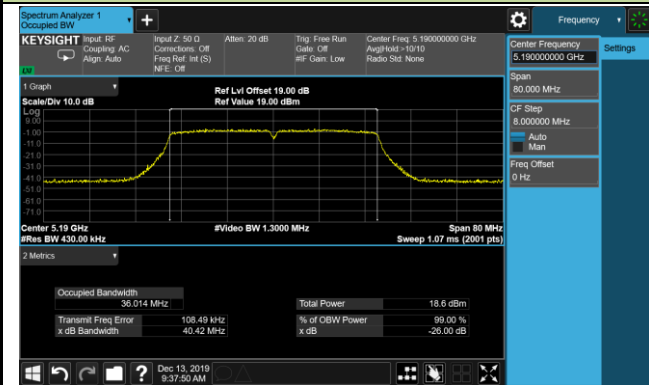 Spectrum Analyzer 1
Occupied BW
Frequency
KEYSIGHT
Input: RF
Coupling: AC
Align: Auto
Input Z: 50 Ω
Corrections: Off
Freq Ref: Int (S)
NFE: Off
Atten: 20 dB
Trig: Free Run
Gate: Off
#IF Gain: Low
Center Freq: 5.190000000 GHz
Avg|Hold:>10/10
Radio Std: None
LXI
Center Frequency
5.190000000 GHz
Settings
Span
80.000 MHz
CF Step
8.000000 MHz
Auto
Man
Freq Offset
0 Hz
1 Graph
Scale/Div 10.0 dB
Ref Lvl Offset 19.00 dB
Ref Value 19.00 dBm
Log
9.00
-1.00
-11.0
-21.0
-31.0
-41.0
-51.0
-61.0
-71.0
Center 5.19 GHz
#Video BW 1.3000 MHz
Span 80 MHz
#Res BW 430.00 kHz
Sweep 1.07 ms (2001 pts)
2 Metrics
Occupied Bandwidth
36.014 MHz
Total Power
18.6 dBm
Transmit Freq Error
108.49 kHz
% of OBW Power
99.00 %
x dB Bandwidth
40.42 MHz
x dB
-26.00 dB
?
Dec 13, 2019
9:37:50 AM